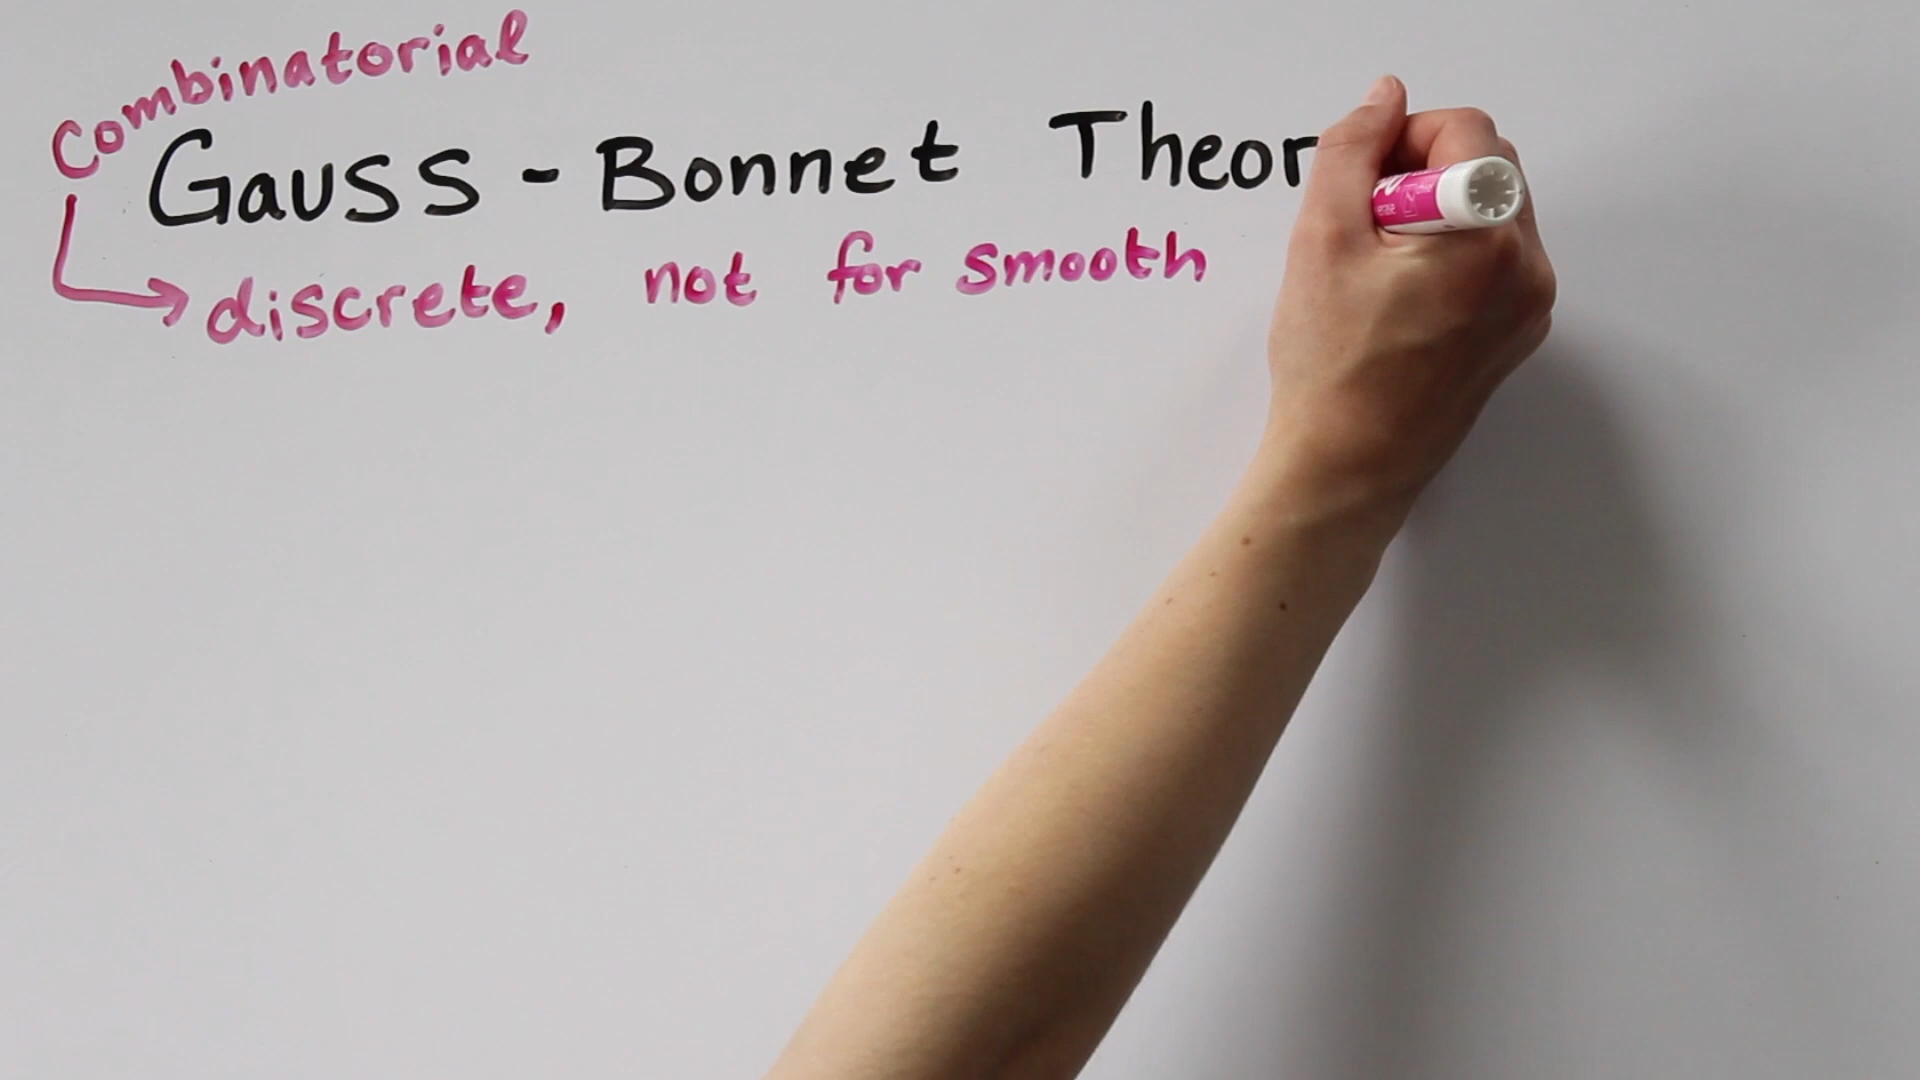 Combinatorial
Gauss - Bonnet Theor
discrete, not for smooth